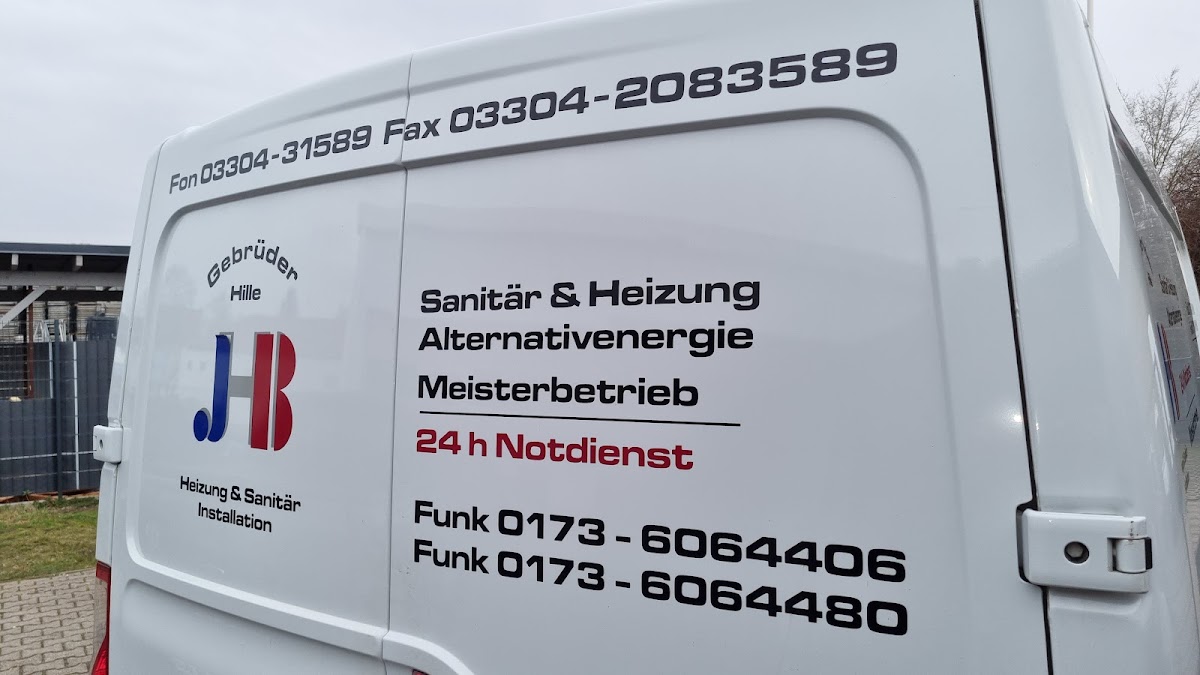 Fon 03304-31589 Fax 03304-2083589
Gebrüder
Hille
JHB
Heizung & Sanitär
Installation
Sanitär & Heizung
Alternativenergie
Meisterbetrieb
24 h Notdienst
Funk 0173 - 6064406
Funk 0173 - 6064480